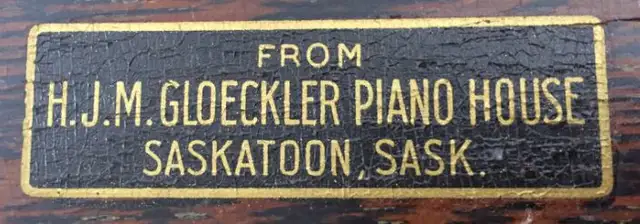 FROM
H.J.M. GLOECKLER PIANO HOUSE
SASKATOON, SASK.